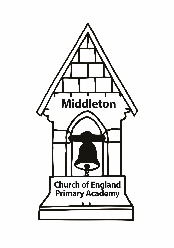 Middleton
Church of England
Primary Academy